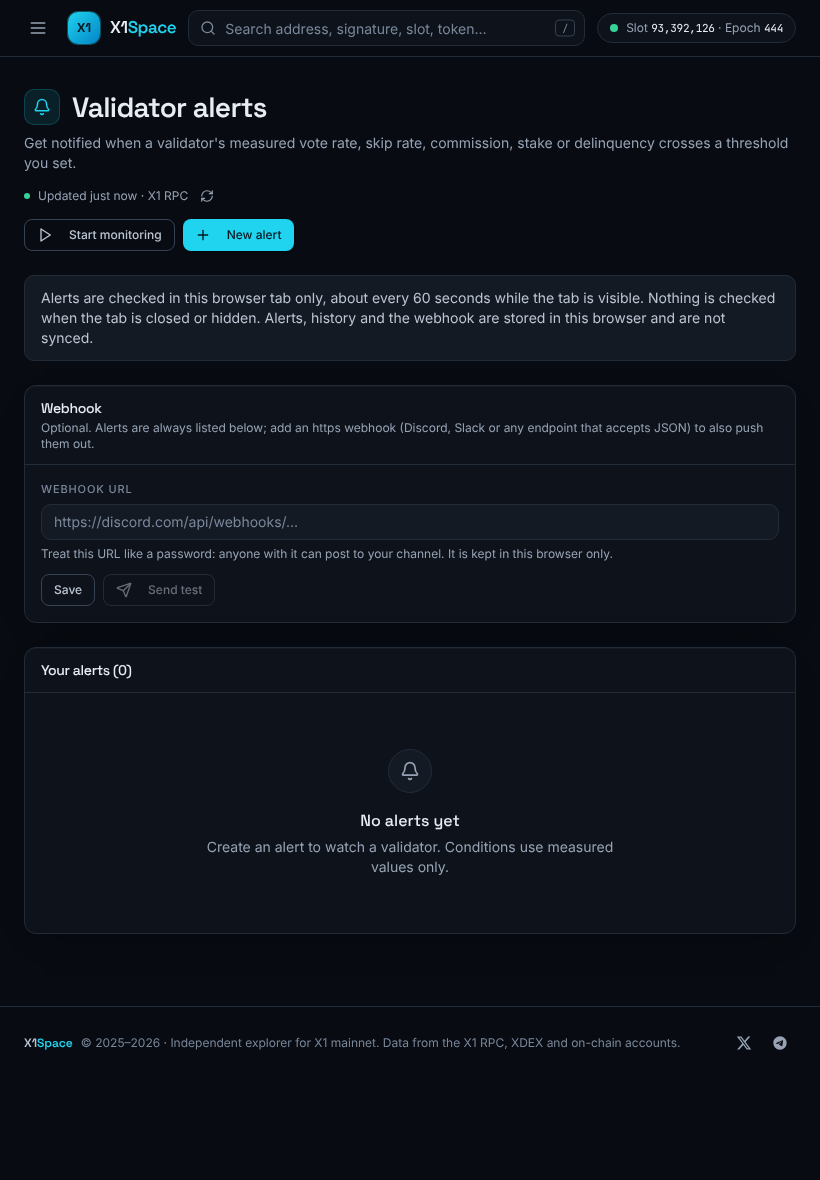 X1 X1Space Search address, signature, slot, token... / Slot 93,392,126 · Epoch 444
Validator alerts
Get notified when a validator's measured vote rate, skip rate, commission, stake or delinquency crosses a threshold
you set.
Updated just now · X1 RPC
Start monitoring New alert
Alerts are checked in this browser tab only, about every 60 seconds while the tab is visible. Nothing is checked
when the tab is closed or hidden. Alerts, history and the webhook are stored in this browser and are not
synced.
Webhook
Optional. Alerts are always listed below; add an https webhook (Discord, Slack or any endpoint that accepts JSON) to also push
them out.
WEBHOOK URL
https://discord.com/api/webhooks/...
Treat this URL like a password: anyone with it can post to your channel. It is kept in this browser only.
Save Send test
Your alerts (0)
No alerts yet
Create an alert to watch a validator. Conditions use measured
values only.
X1Space © 2025–2026 · Independent explorer for X1 mainnet. Data from the X1 RPC, XDEX and on-chain accounts.